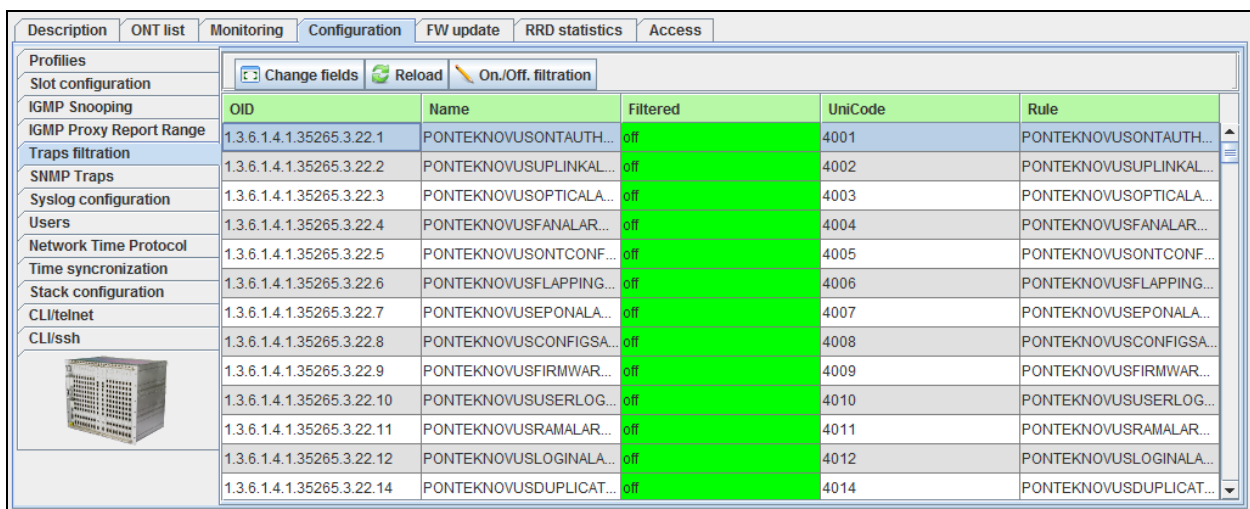 Description ONT list Monitoring Configuration FW update RRD statistics Access
Profilies
Slot configuration
IGMP Snooping
IGMP Proxy Report Range
Traps filtration
SNMP Traps
Syslog configuration
Users
Network Time Protocol
Time syncronization
Stack configuration
CLI/telnet
CLI/ssh
Change fields Reload On./Off. filtration
OID Name Filtered UniCode Rule
1.3.6.1.4.1.35265.3.22.1 PONTEKNOVUSONTAUTH... off 4001 PONTEKNOVUSONTAUTH...
1.3.6.1.4.1.35265.3.22.2 PONTEKNOVUSUPLINKAL... off 4002 PONTEKNOVUSUPLINKAL...
1.3.6.1.4.1.35265.3.22.3 PONTEKNOVUSOPTICALA... off 4003 PONTEKNOVUSOPTICALA...
1.3.6.1.4.1.35265.3.22.4 PONTEKNOVUSFANALAR... off 4004 PONTEKNOVUSFANALAR...
1.3.6.1.4.1.35265.3.22.5 PONTEKNOVUSONTCONF... off 4005 PONTEKNOVUSONTCONF...
1.3.6.1.4.1.35265.3.22.6 PONTEKNOVUSFLAPPING... off 4006 PONTEKNOVUSFLAPPING...
1.3.6.1.4.1.35265.3.22.7 PONTEKNOVUSEPONALA... off 4007 PONTEKNOVUSEPONALA...
1.3.6.1.4.1.35265.3.22.8 PONTEKNOVUSCONFIGSA... off 4008 PONTEKNOVUSCONFIGSA...
1.3.6.1.4.1.35265.3.22.9 PONTEKNOVUSFIRMWAR... off 4009 PONTEKNOVUSFIRMWAR...
1.3.6.1.4.1.35265.3.22.10 PONTEKNOVUSUSERLOG... off 4010 PONTEKNOVUSUSERLOG...
1.3.6.1.4.1.35265.3.22.11 PONTEKNOVUSRAMALAR... off 4011 PONTEKNOVUSRAMALAR...
1.3.6.1.4.1.35265.3.22.12 PONTEKNOVUSLOGINALA... off 4012 PONTEKNOVUSLOGINALA...
1.3.6.1.4.1.35265.3.22.14 PONTEKNOVUSDUPLICAT... off 4014 PONTEKNOVUSDUPLICAT...